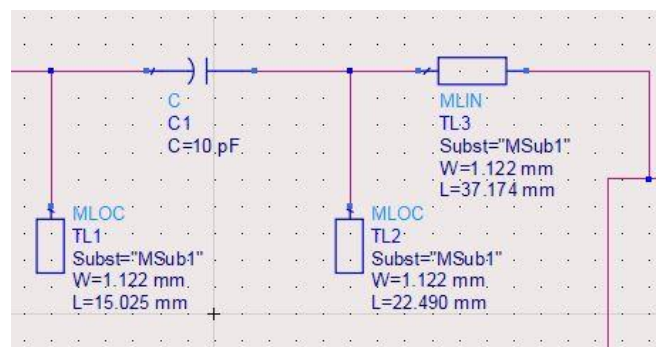 C
C1
C=10 pF
MLIN
TL3
Subst="MSub1"
W=1.122 mm
L=37.174 mm
MLOC
TL1
Subst="MSub1"
W=1.122 mm
L=15.025 mm
MLOC
TL2
Subst="MSub1"
W=1.122 mm
L=22.490 mm